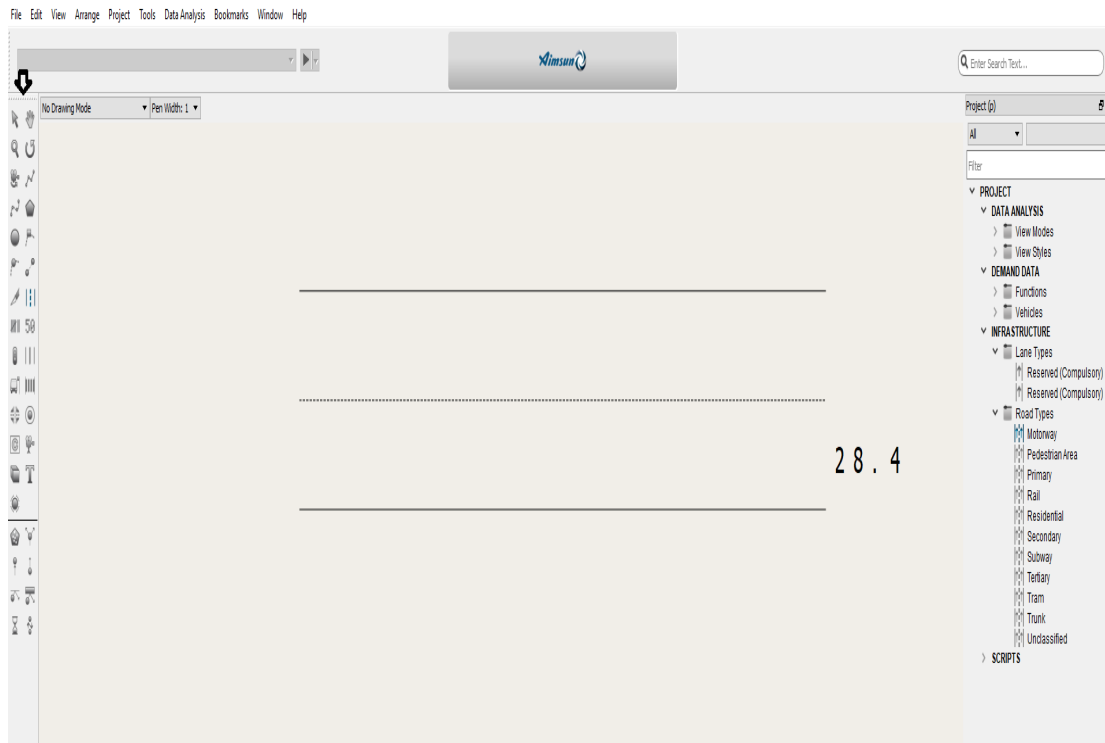 File Edit View Arrange Project Tools Data Analysis Bookmarks Window Help
Aimsun
Enter Search Text...
No Drawing Mode
Pen Width: 1
Project (p)
All
Filter
PROJECT
DATA ANALYSIS
View Modes
View Styles
DEMAND DATA
Functions
Vehicles
INFRASTRUCTURE
Lane Types
Reserved (Compulsory)
Reserved (Compulsory)
Road Types
Motorway
Pedestrian Area
Primary
Rail
Residential
Secondary
Subway
Tertiary
Tram
Trunk
Unclassified
SCRIPTS
50
T
28.4